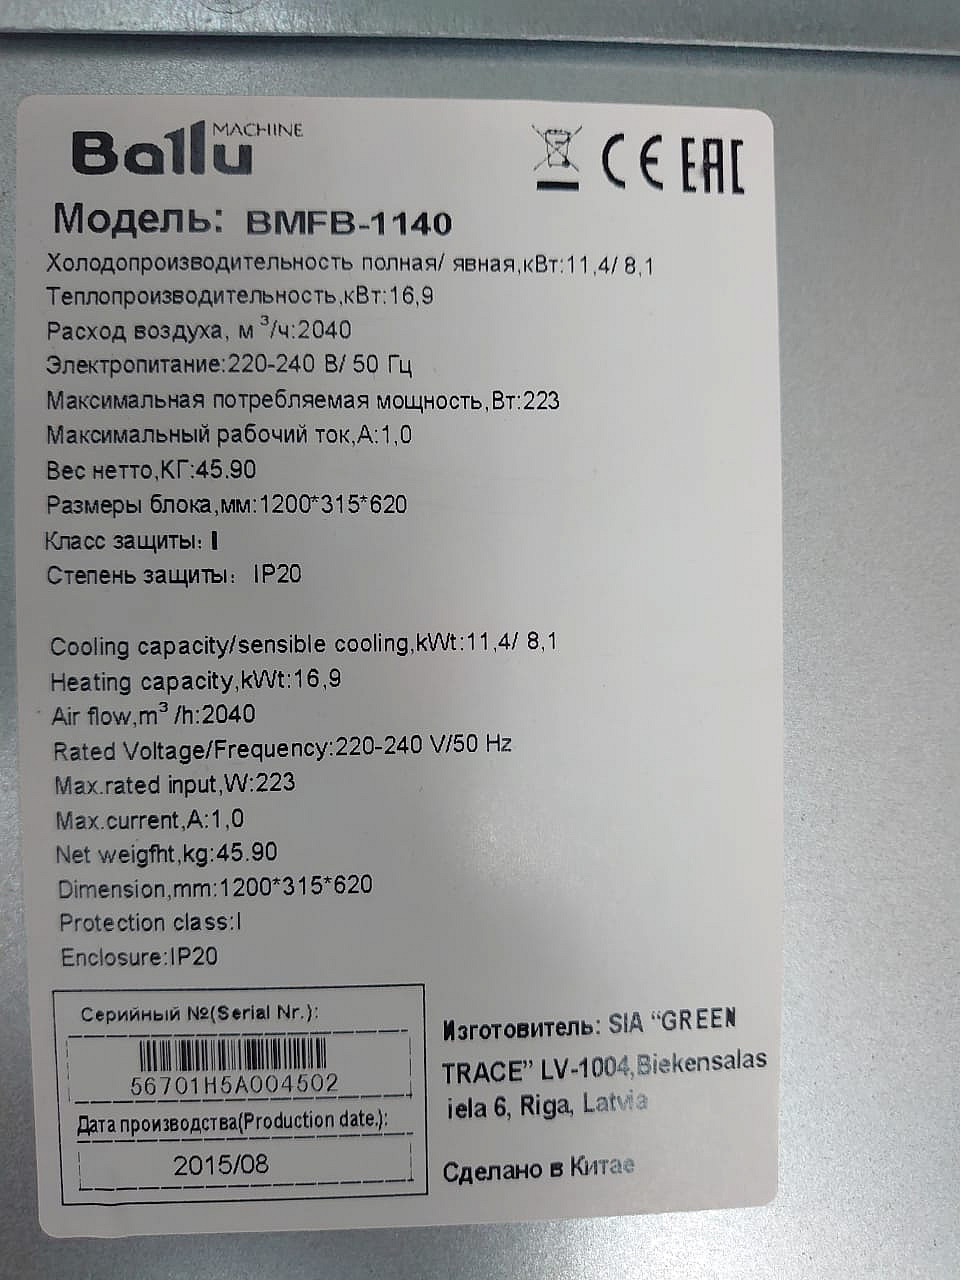 Ballu MACHINE
CE EAC
Модель: BMFB-1140
Холодопроизводительность полная/ явная,кВт:11,4/ 8,1
Теплопроизводительность,кВт:16,9
Расход воздуха, м³/ч:2040
Электропитание:220-240 В/ 50 Гц
Максимальная потребляемая мощность,Вт:223
Максимальный рабочий ток,А:1,0
Вес нетто,КГ:45.90
Размеры блока,мм:1200*315*620
Класс защиты: I
Степень защиты: IP20
Cooling capacity/sensible cooling,kWt:11,4/ 8,1
Heating capacity,kWt:16,9
Air flow,m³ /h:2040
Rated Voltage/Frequency:220-240 V/50 Hz
Max.rated input,W:223
Max.current,A:1,0
Net weigfht,kg:45.90
Dimension,mm:1200*315*620
Protection class:I
Enclosure:IP20
Серийный №(Serial Nr.):
56701H5A004502
Дата производства(Production date.):
2015/08
Изготовитель: SIA “GREEN
TRACE” LV-1004,Biekensalas
iela 6, Riga, Latvia
Сделано в Китае